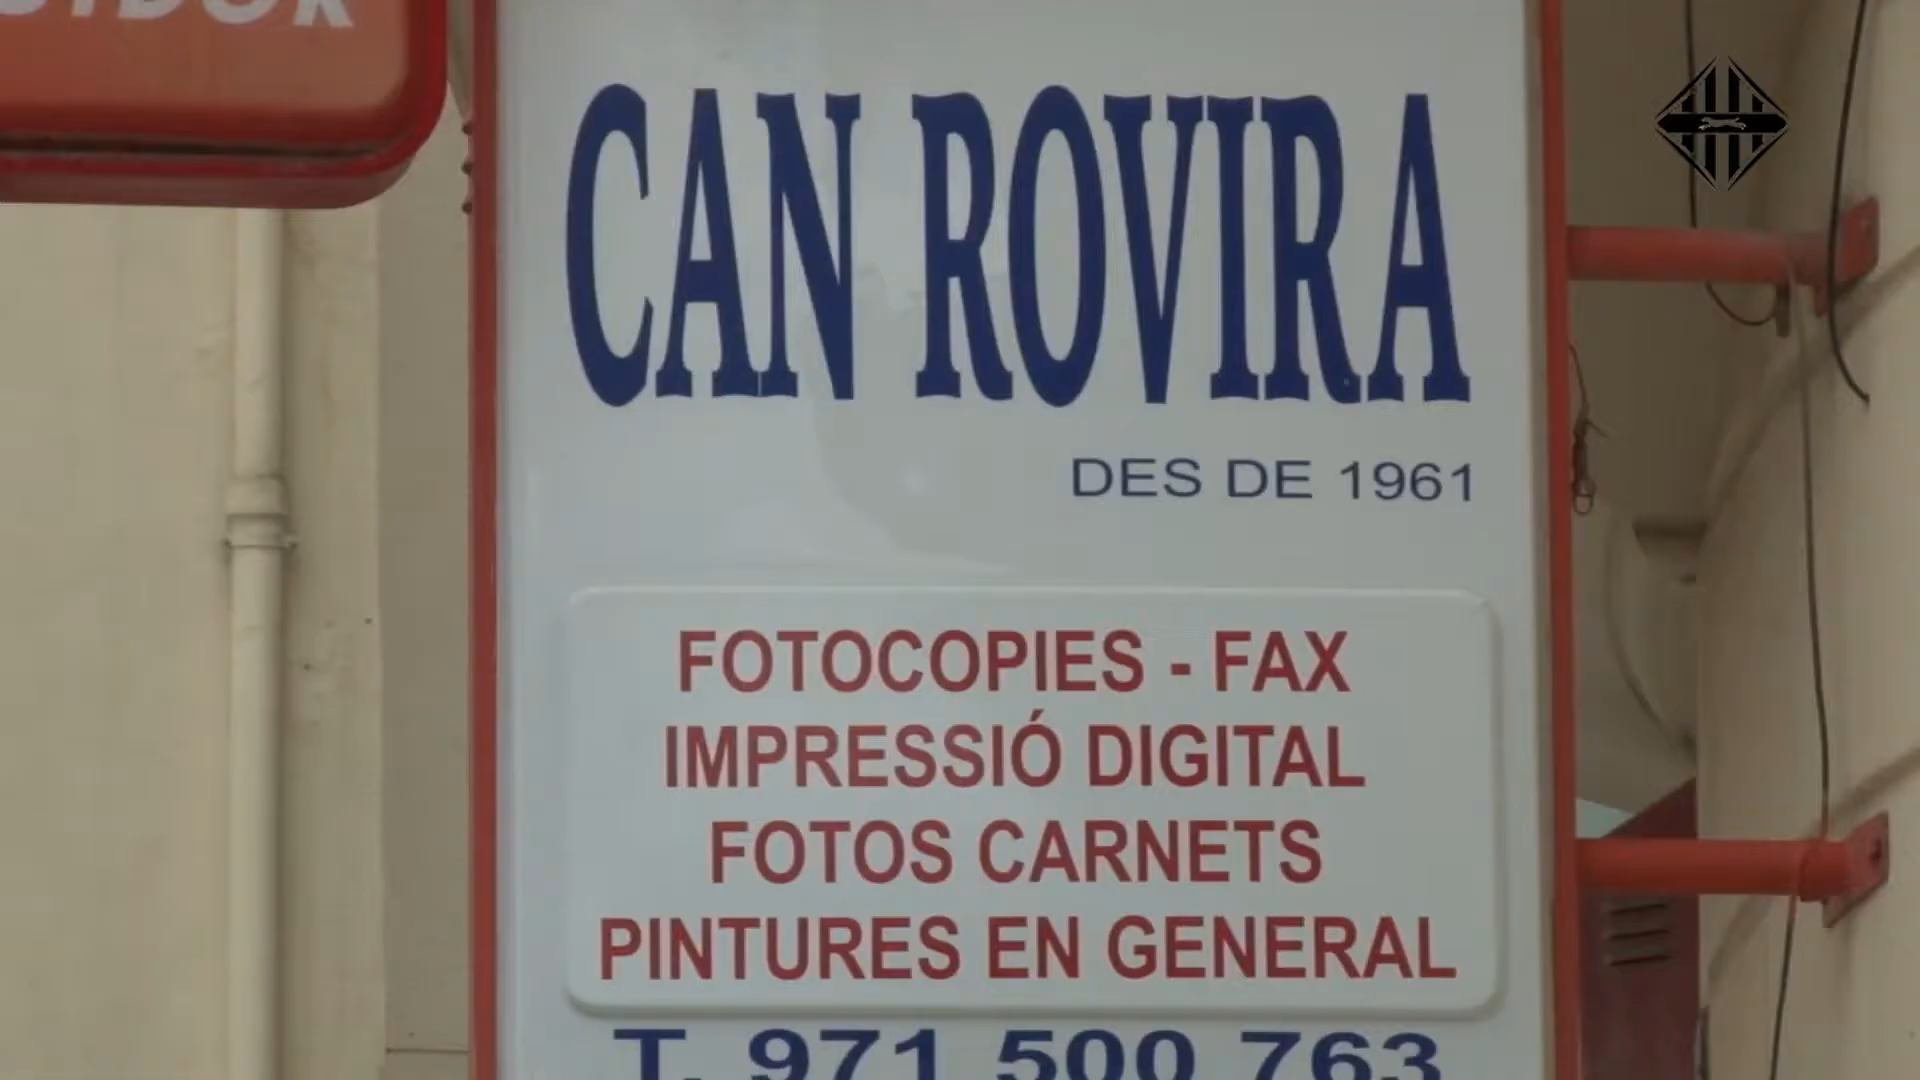 CAN ROVIRA
DES DE 1961
FOTOCOPIES - FAX
IMPRESSIÓ DIGITAL
FOTOS CARNETS
PINTURES EN GENERAL
T. 971 500 763